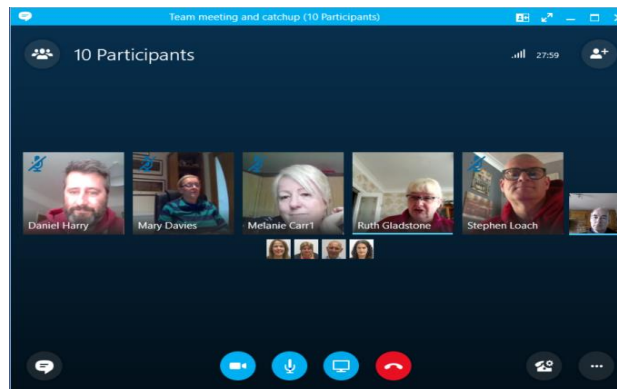 Team meeting and catchup (10 Participants)
10 Participants
27:59
Daniel Harry
Mary Davies
Melanie Carr1
Ruth Gladstone
Stephen Loach